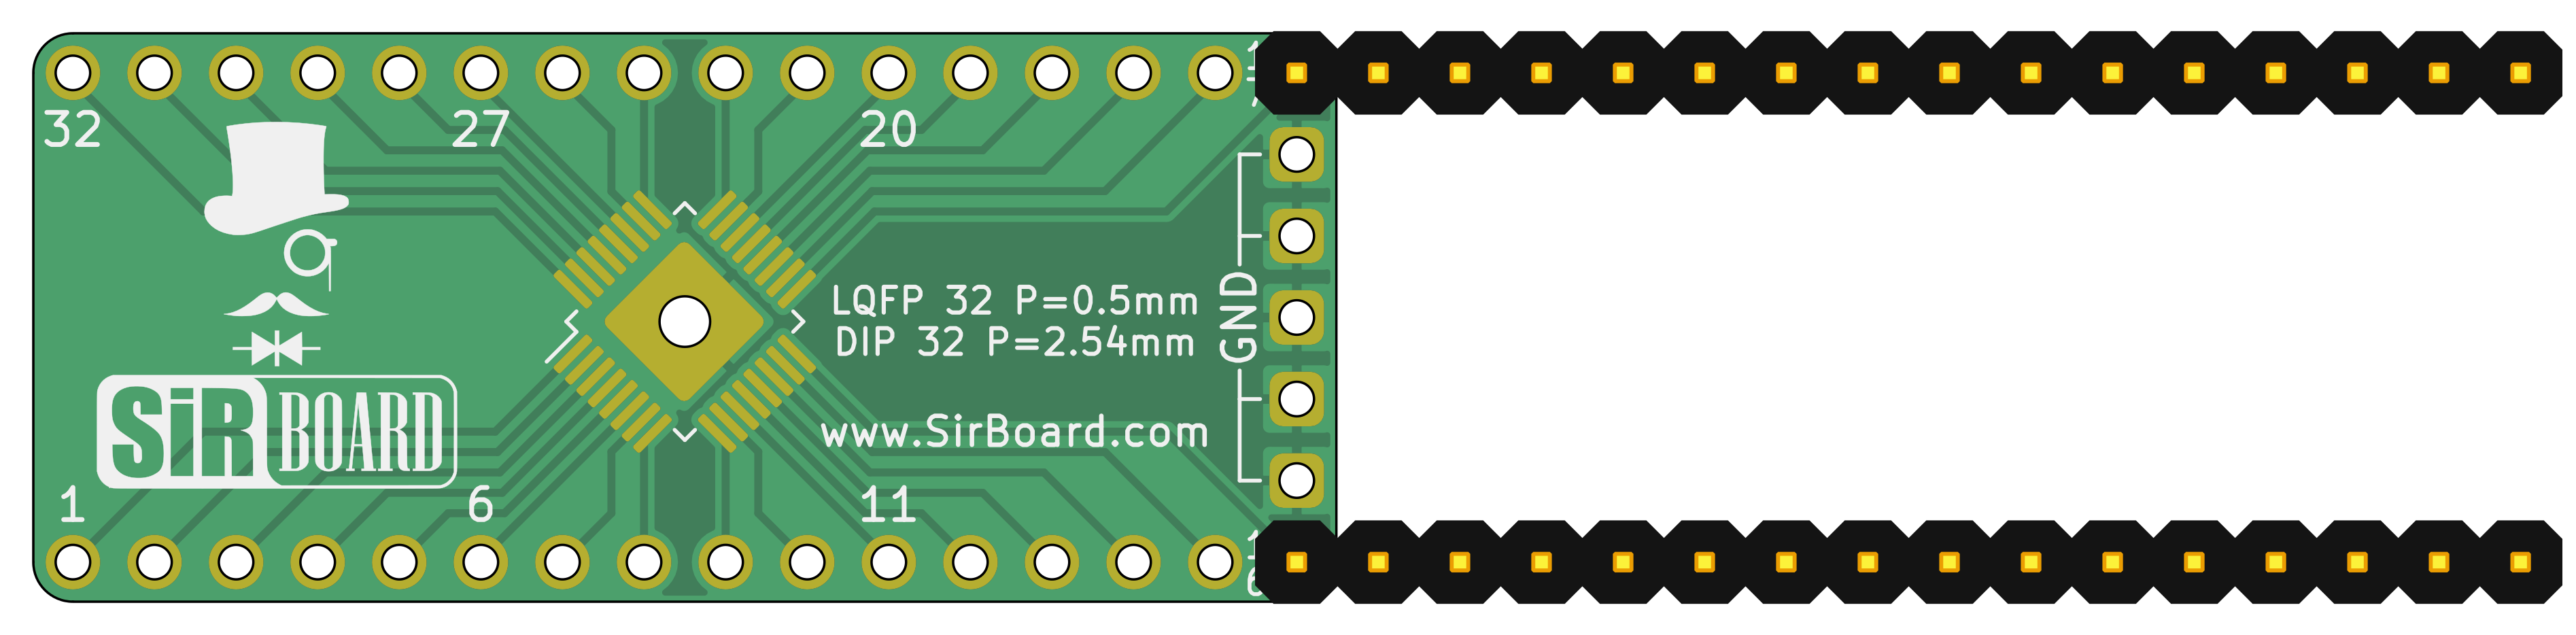 32 27 20
LQFP 32 P=0.5mm
DIP 32 P=2.54mm
GND
www.SirBoard.com
SiR BOARD
1 6 11